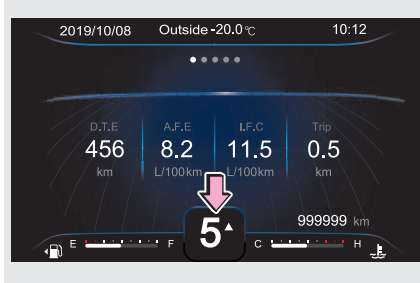 2019/10/08 Outside -20.0℃ 10:12
D.T.E A.F.E I.F.C Trip
456 8.2 11.5 0.5
km L/100km L/100km km
999999 km
E F 5▲ C H